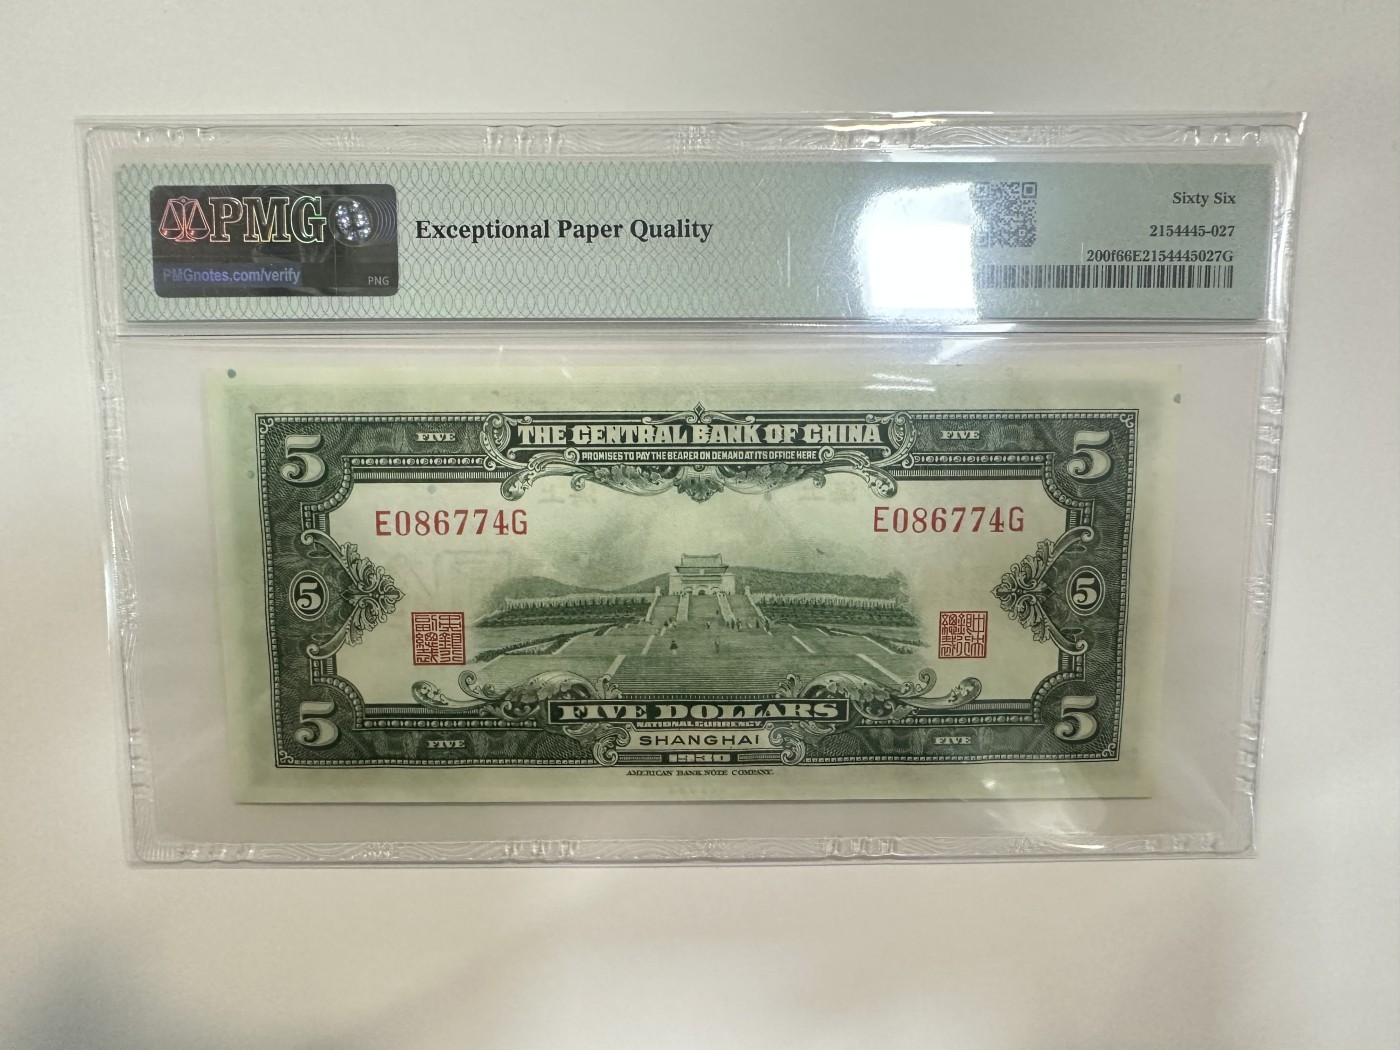 PMG
PMGnotes.com/verify
PNG
Exceptional Paper Quality
Sixty Six
2154445-027
200f66E2154445027G
5 FIVE THE CENTRAL BANK OF CHINA FIVE 5
PROMISES TO PAY THE BEARER ON DEMAND AT ITS OFFICE HERE
E086774G E086774G
5 5
5 FIVE DOLLARS 5
NATIONAL CURRENCY
FIVE SHANGHAI FIVE
1930
AMERICAN BANK NOTE COMPANY.